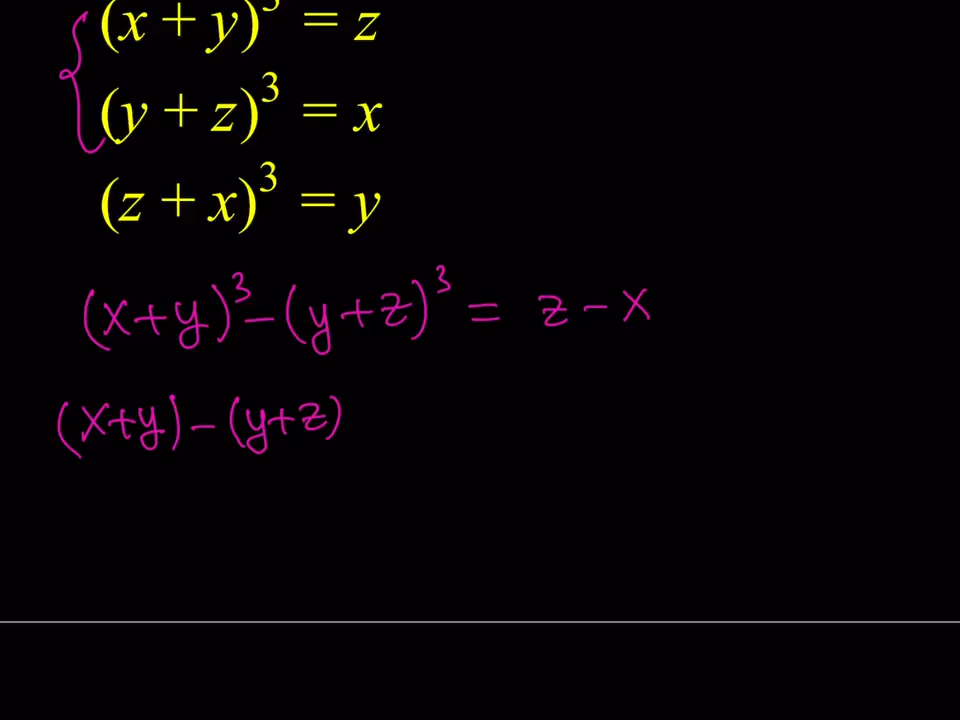 (x + y)³ = z
(y + z)³ = x
(z + x)³ = y
(x+y)³-(y+z)³ = z-x
(x+y)-(y+z)